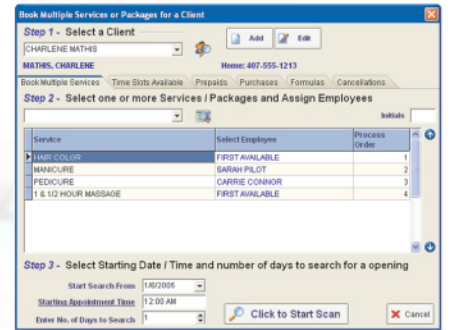 Book Multiple Services or Packages for a Client
Step 1 - Select a Client
Add Edit
CHARLENE MATHIS
MATHIS, CHARLENE Home: 407-555-1213
Book Multiple Services Time Slots Available Prepaids Purchases Formulas Cancellations
Step 2 - Select one or more Services / Packages and Assign Employees
Initials
Service Select Employee Process Order
HAIR COLOR FIRST AVAILABLE 1
MANICURE SARAH PILOT 2
PEDICURE CARRIE CONNOR 3
1 & 1/2 HOUR MASSAGE FIRST AVAILABLE 4
Step 3 - Select Starting Date / Time and number of days to search for a opening
Start Search From 1/6/2006
Starting Appointment Time 12:00 AM
Enter No. of Days to Search 1
Click to Start Scan
Cancel